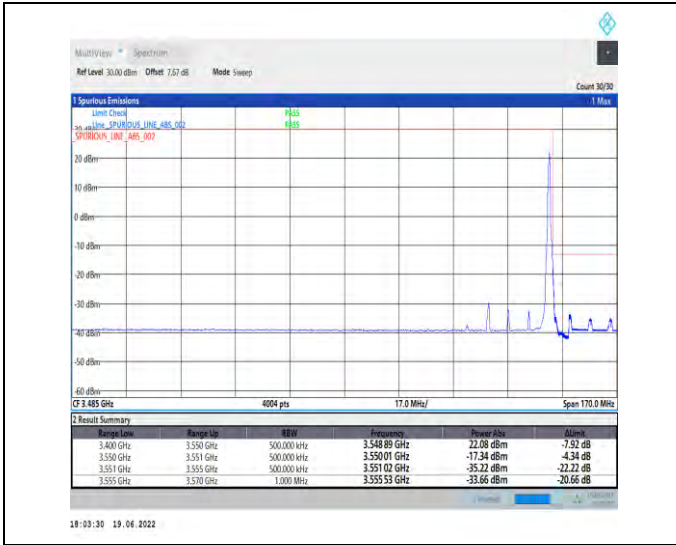 MultiView Spectrum
Ref Level 30.00 dBm Offset 7.67 dB Mode Sweep
Count 30/30
1 Spurious Emissions 1 Max
Limit Check PASS
Line _SPURIOUS_LINE_ABS_002 PASS
_SPURIOUS_LINE_ABS_002
20 dBm
10 dBm
0 dBm
-10 dBm
-20 dBm
-30 dBm
-40 dBm
-50 dBm
-60 dBm
CF 3.485 GHz 4004 pts 17.0 MHz/ Span 170.0 MHz
2 Result Summary
Range Low Range Up RBW Frequency Power Abs ΔLimit
3.400 GHz 3.550 GHz 500.000 kHz 3.548 89 GHz 22.08 dBm -7.92 dB
3.550 GHz 3.551 GHz 500.000 kHz 3.550 01 GHz -17.34 dBm -4.34 dB
3.551 GHz 3.555 GHz 500.000 kHz 3.551 02 GHz -35.22 dBm -22.22 dB
3.555 GHz 3.570 GHz 1.000 MHz 3.555 53 GHz -33.66 dBm -20.66 dB
18:03:30 19.06.2022